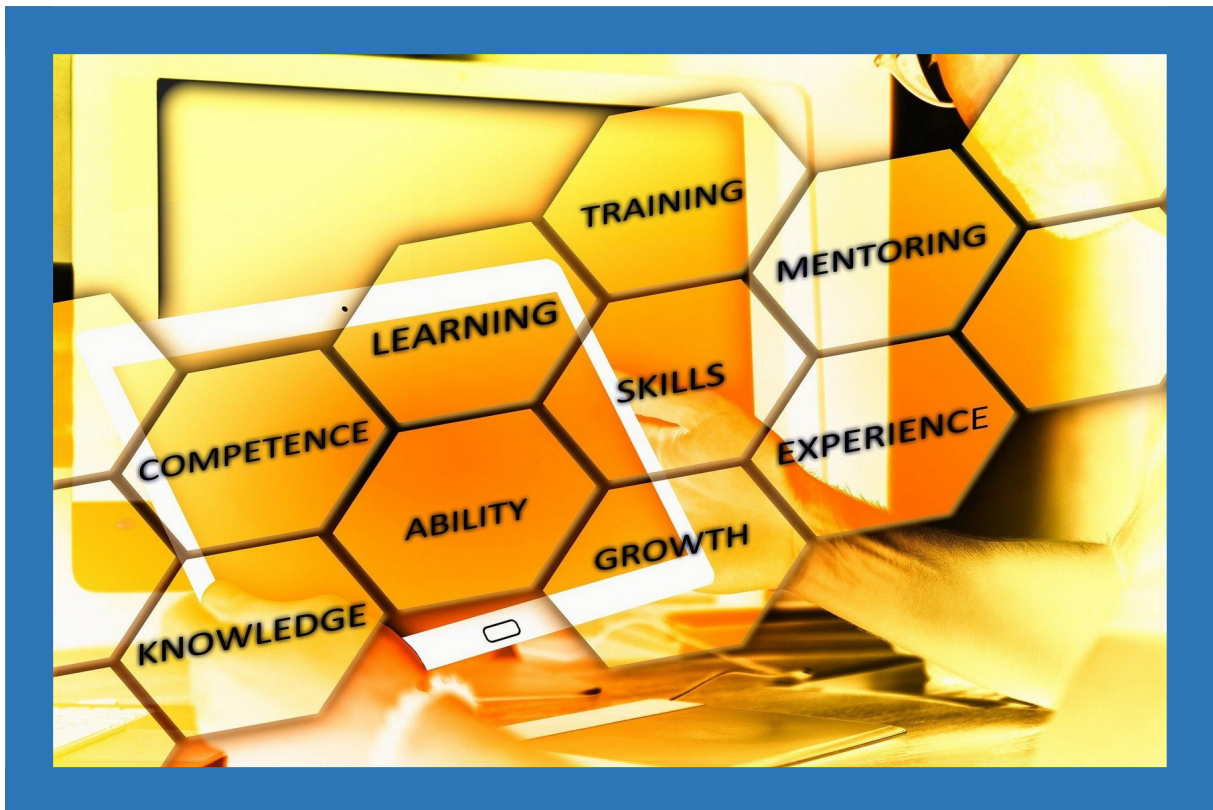 TRAINING
MENTORING
LEARNING
SKILLS
COMPETENCE
EXPERIENCE
ABILITY
GROWTH
KNOWLEDGE